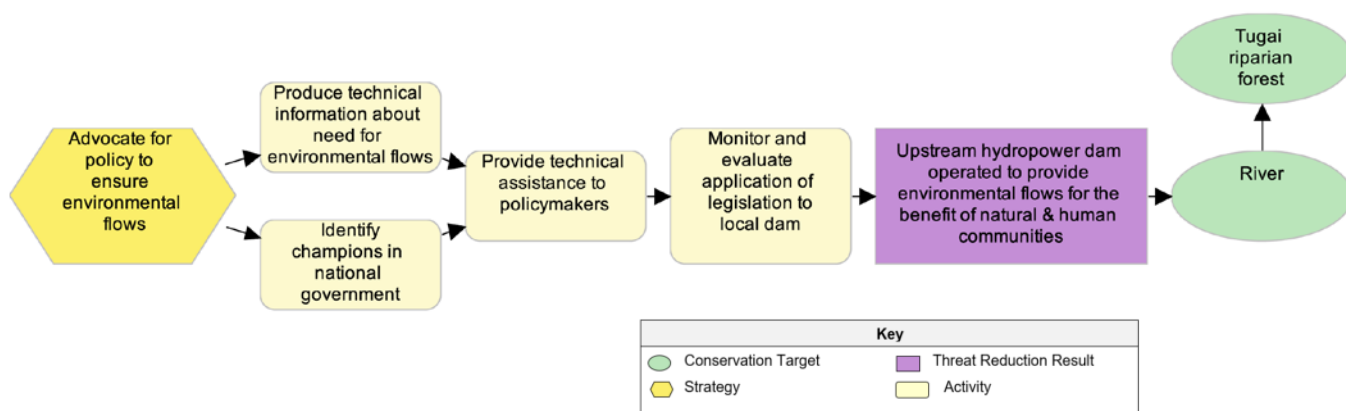 Advocate for
policy to
ensure
environmental
flows
Produce technical
information about
need for
environmental flows
Identify
champions in
national
government
Provide technical
assistance to
policymakers
Monitor and
evaluate
application of
legislation to
local dam
Upstream hydropower dam
operated to provide
environmental flows for the
benefit of natural & human
communities
River
Tugai
riparian
forest
Key
Conservation Target
Threat Reduction Result
Strategy
Activity